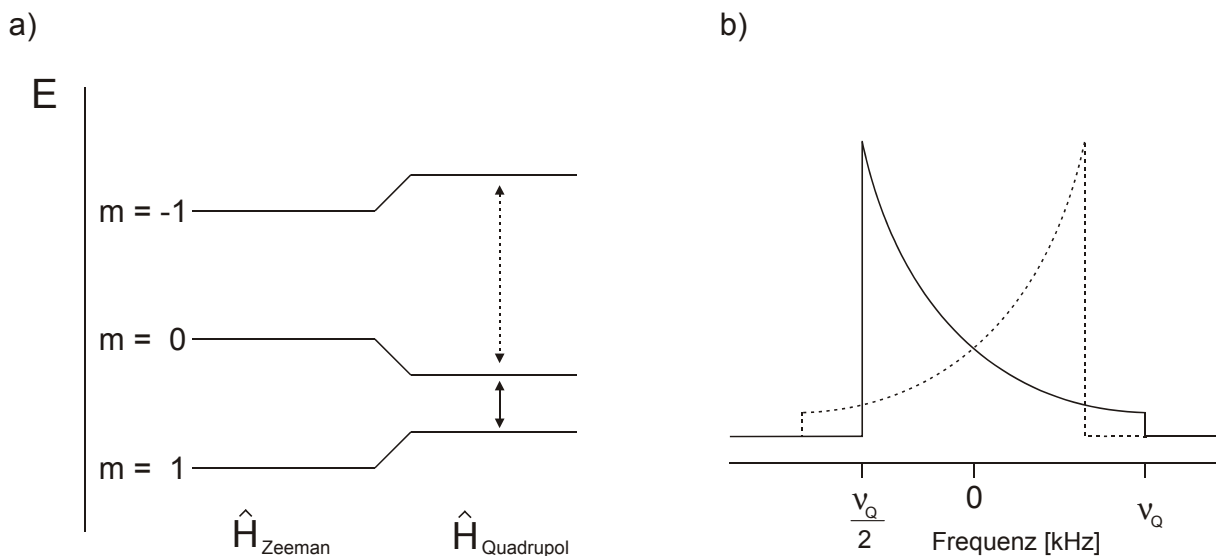 a)
E
m = -1
m = 0
m = 1
Ĥ Zeeman
Ĥ Quadrupol
b)
ν_Q
2
0
ν_Q
Frequenz [kHz]